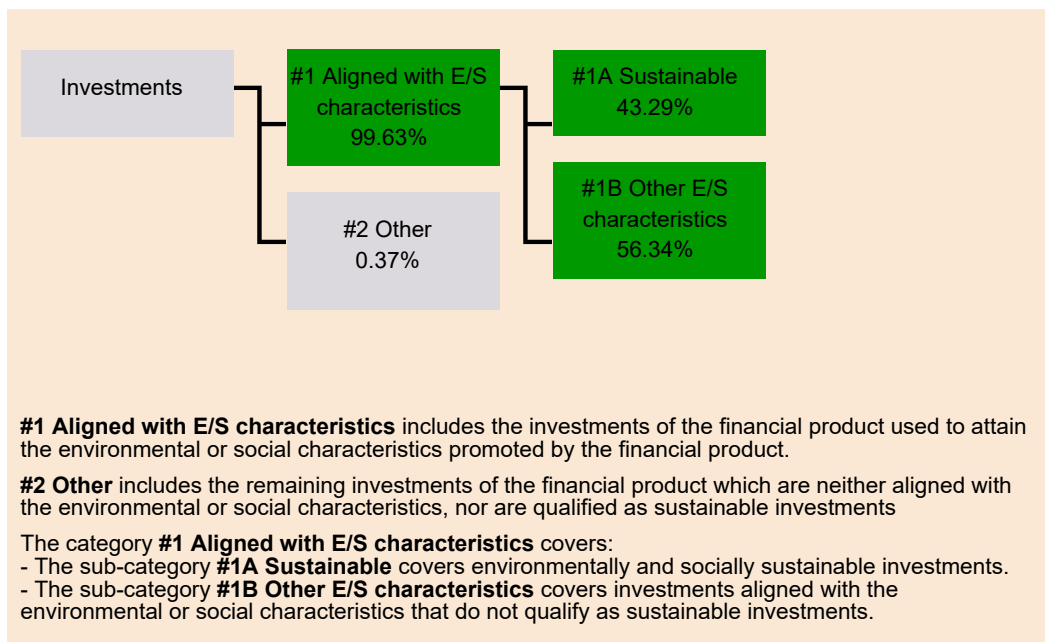 Investments
#1 Aligned with E/S
characteristics
99.63%
#1A Sustainable
43.29%
#2 Other
0.37%
#1B Other E/S
characteristics
56.34%
#1 Aligned with E/S characteristics includes the investments of the financial product used to attain
the environmental or social characteristics promoted by the financial product.
#2 Other includes the remaining investments of the financial product which are neither aligned with
the environmental or social characteristics, nor are qualified as sustainable investments
The category #1 Aligned with E/S characteristics covers:
- The sub-category #1A Sustainable covers environmentally and socially sustainable investments.
- The sub-category #1B Other E/S characteristics covers investments aligned with the
environmental or social characteristics that do not qualify as sustainable investments.